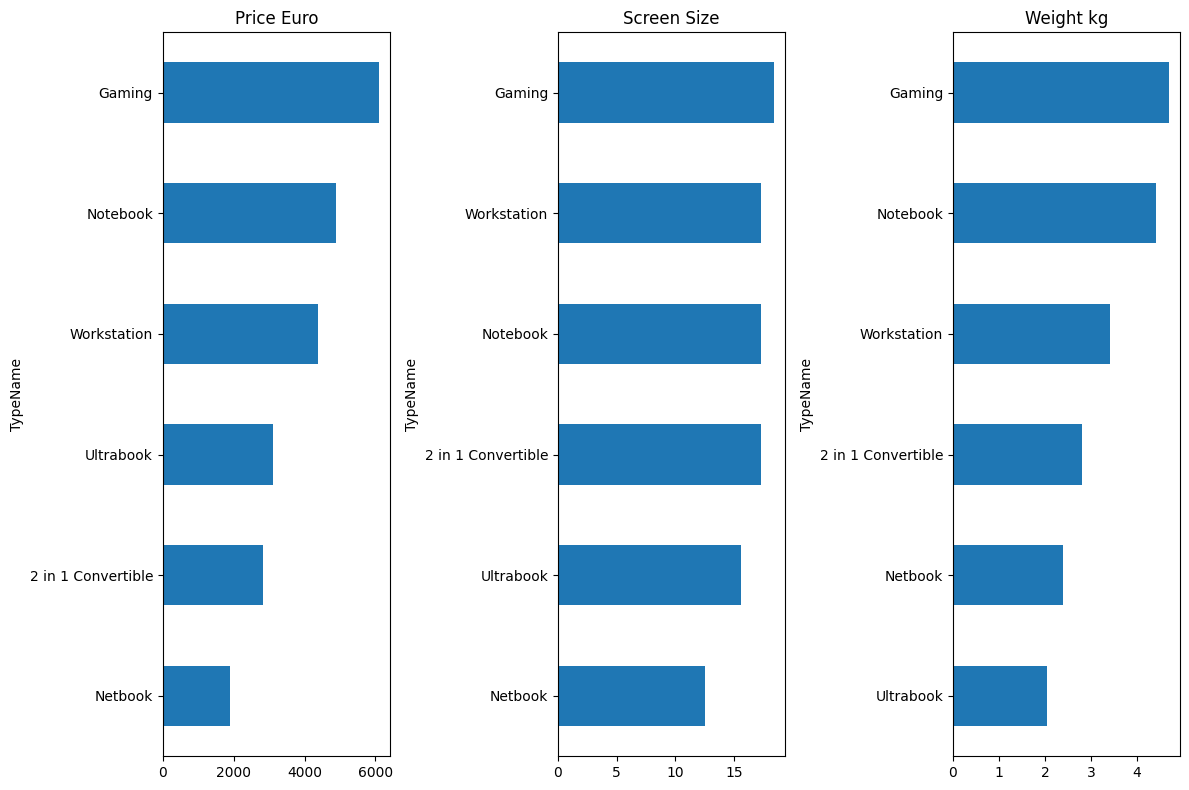 Price Euro
Gaming
Notebook
Workstation
Ultrabook
2 in 1 Convertible
Netbook
TypeName
0 2000 4000 6000
Screen Size
Gaming
Workstation
Notebook
2 in 1 Convertible
Ultrabook
Netbook
TypeName
0 5 10 15
Weight kg
Gaming
Notebook
Workstation
2 in 1 Convertible
Netbook
Ultrabook
TypeName
0 1 2 3 4